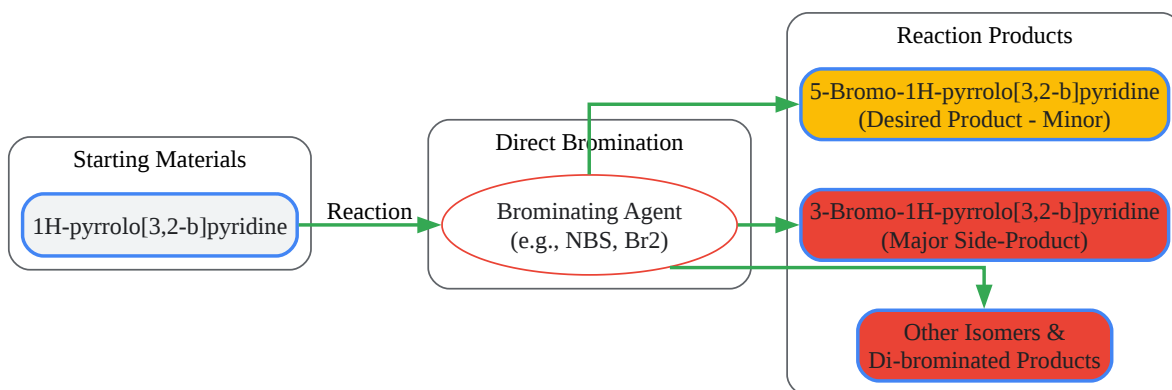 Starting Materials
1H-pyrrolo[3,2-b]pyridine
Reaction
Direct Bromination
Brominating Agent
(e.g., NBS, Br2)
Reaction Products
5-Bromo-1H-pyrrolo[3,2-b]pyridine
(Desired Product - Minor)
3-Bromo-1H-pyrrolo[3,2-b]pyridine
(Major Side-Product)
Other Isomers &
Di-brominated Products